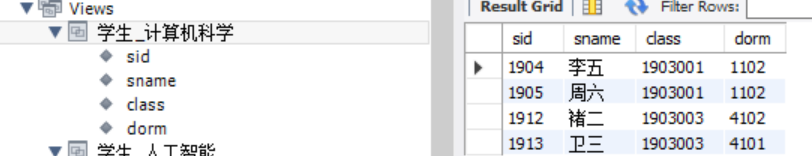 Views
学生_计算机科学
sid
sname
class
dorm
学生_人工智能
Result Grid Filter Rows:
sid sname class dorm
1904 李五 1903001 1102
1905 周六 1903001 1102
1912 褚二 1903003 4102
1913 卫三 1903003 4101